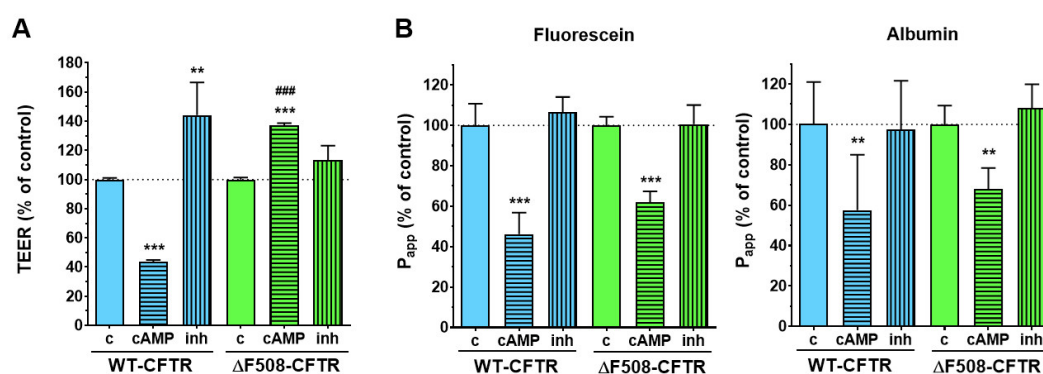 A
TEER (% of control)
180
160
140
120
100
80
60
40
20
0
**
***
###
***
c cAMP inh c cAMP inh
WT-CFTR ΔF508-CFTR
B
Fluorescein
Papp (% of control)
120
100
80
60
40
20
0
***
***
c cAMP inh c cAMP inh
WT-CFTR ΔF508-CFTR
Albumin
Papp (% of control)
120
100
80
60
40
20
0
**
**
c cAMP inh c cAMP inh
WT-CFTR ΔF508-CFTR